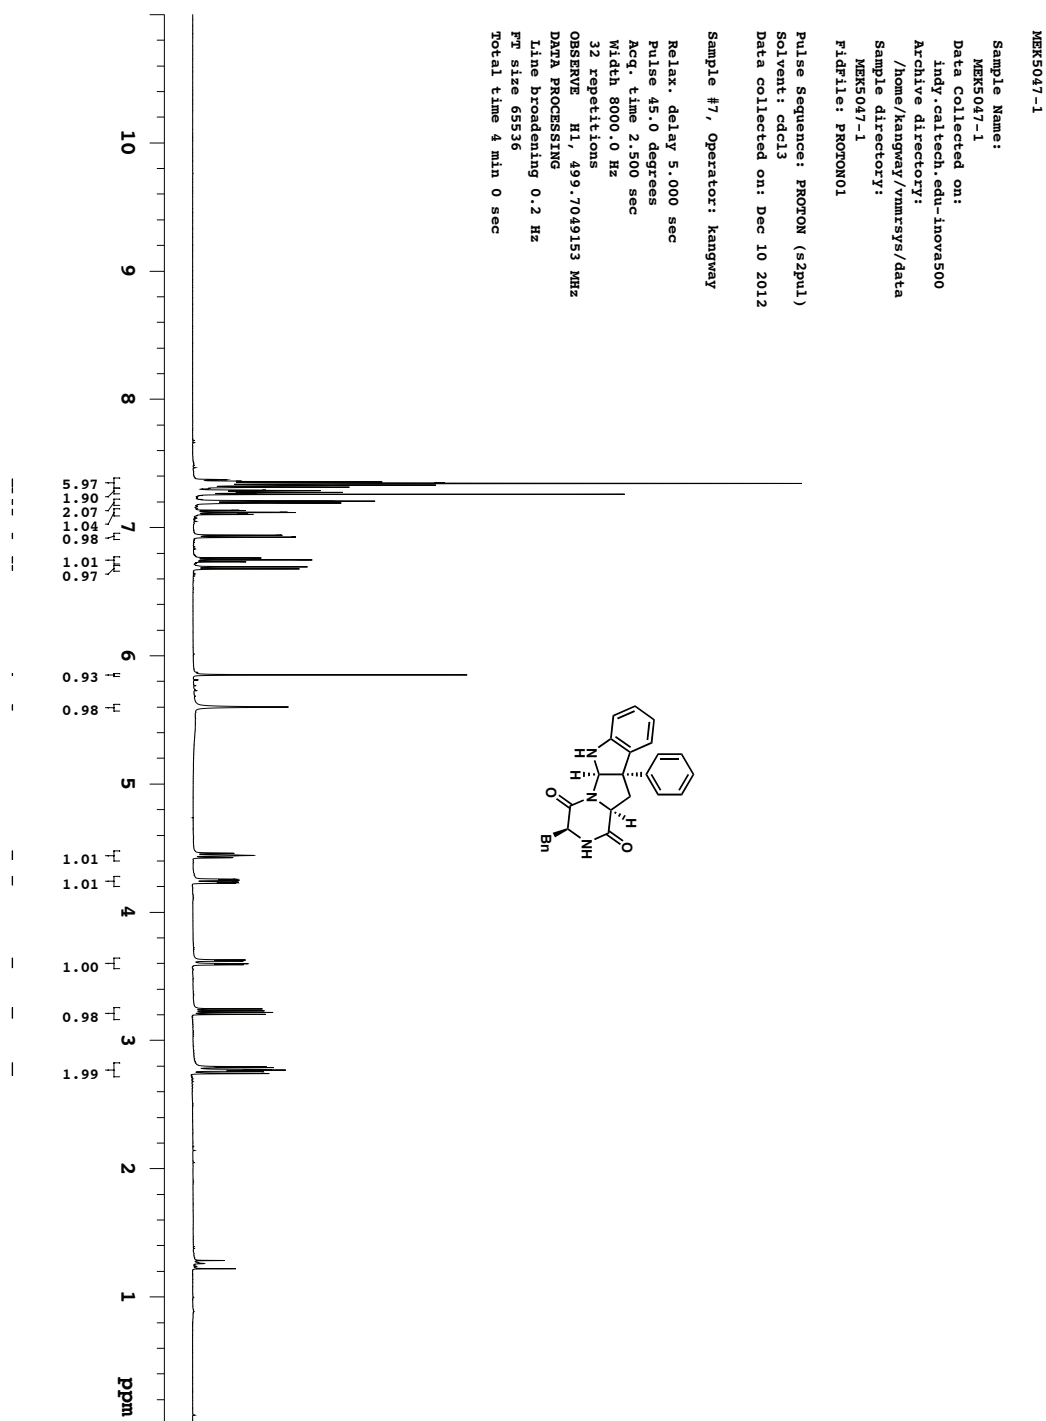 MEK5047-1
Sample Name:
MEK5047-1
Data Collected on:
indy.caltech.edu-inova500
Archive directory:
/home/kangway/vnmrsys/data
Sample directory:
MEK5047-1
FidFile: PROTON01
Pulse Sequence: PROTON (s2pul)
Solvent: cdcl3
Data collected on: Dec 10 2012
Sample #7, Operator: kangway
Relax. delay 5.000 sec
Pulse 45.0 degrees
Acq. time 2.500 sec
Width 8000.0 Hz
32 repetitions
OBSERVE H1, 499.7049153 MHz
DATA PROCESSING
Line broadening 0.2 Hz
FT size 65536
Total time 4 min 0 sec
N
H
H
N
H
O
O
NH
Bn
10 9 8 7 6 5 4 3 2 1 ppm
5.97
1.90
2.07
1.04
0.98
1.01
0.97
0.93
0.98
1.01
1.01
1.00
0.98
1.99